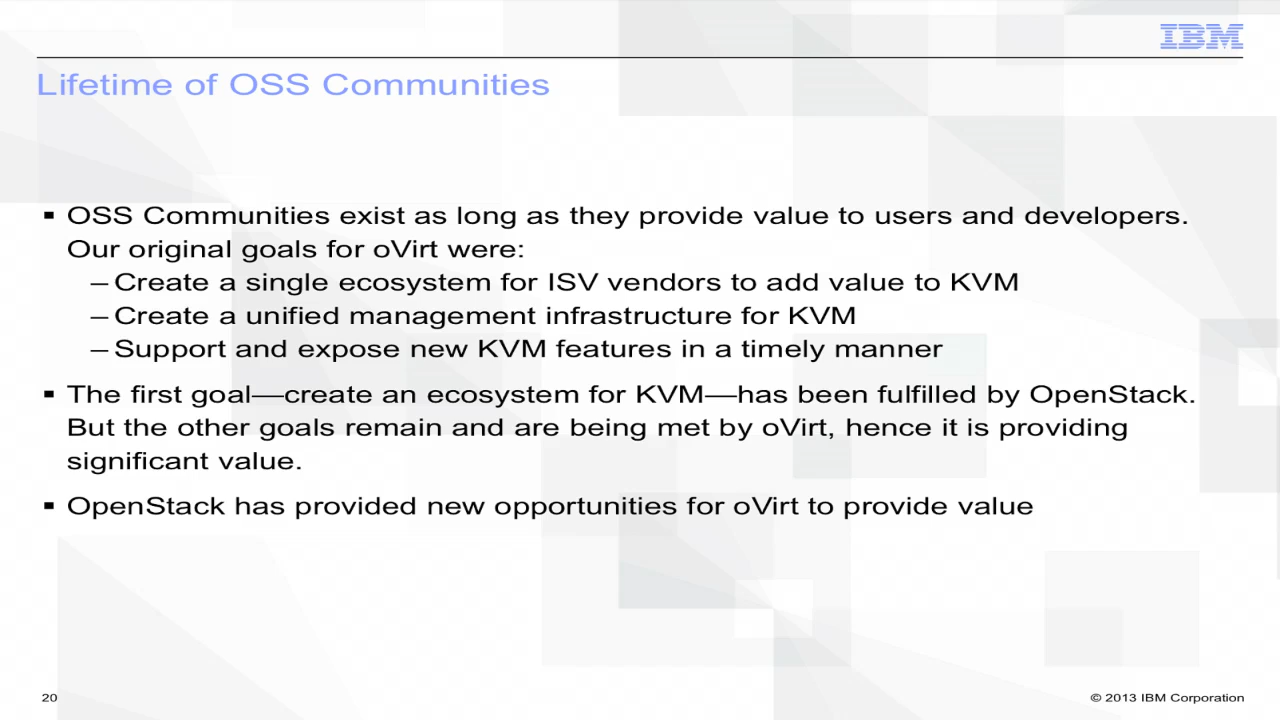 IBM
Lifetime of OSS Communities
▪ OSS Communities exist as long as they provide value to users and developers.
Our original goals for oVirt were:
– Create a single ecosystem for ISV vendors to add value to KVM
– Create a unified management infrastructure for KVM
– Support and expose new KVM features in a timely manner
▪ The first goal—create an ecosystem for KVM—has been fulfilled by OpenStack.
But the other goals remain and are being met by oVirt, hence it is providing
significant value.
▪ OpenStack has provided new opportunities for oVirt to provide value
20
© 2013 IBM Corporation